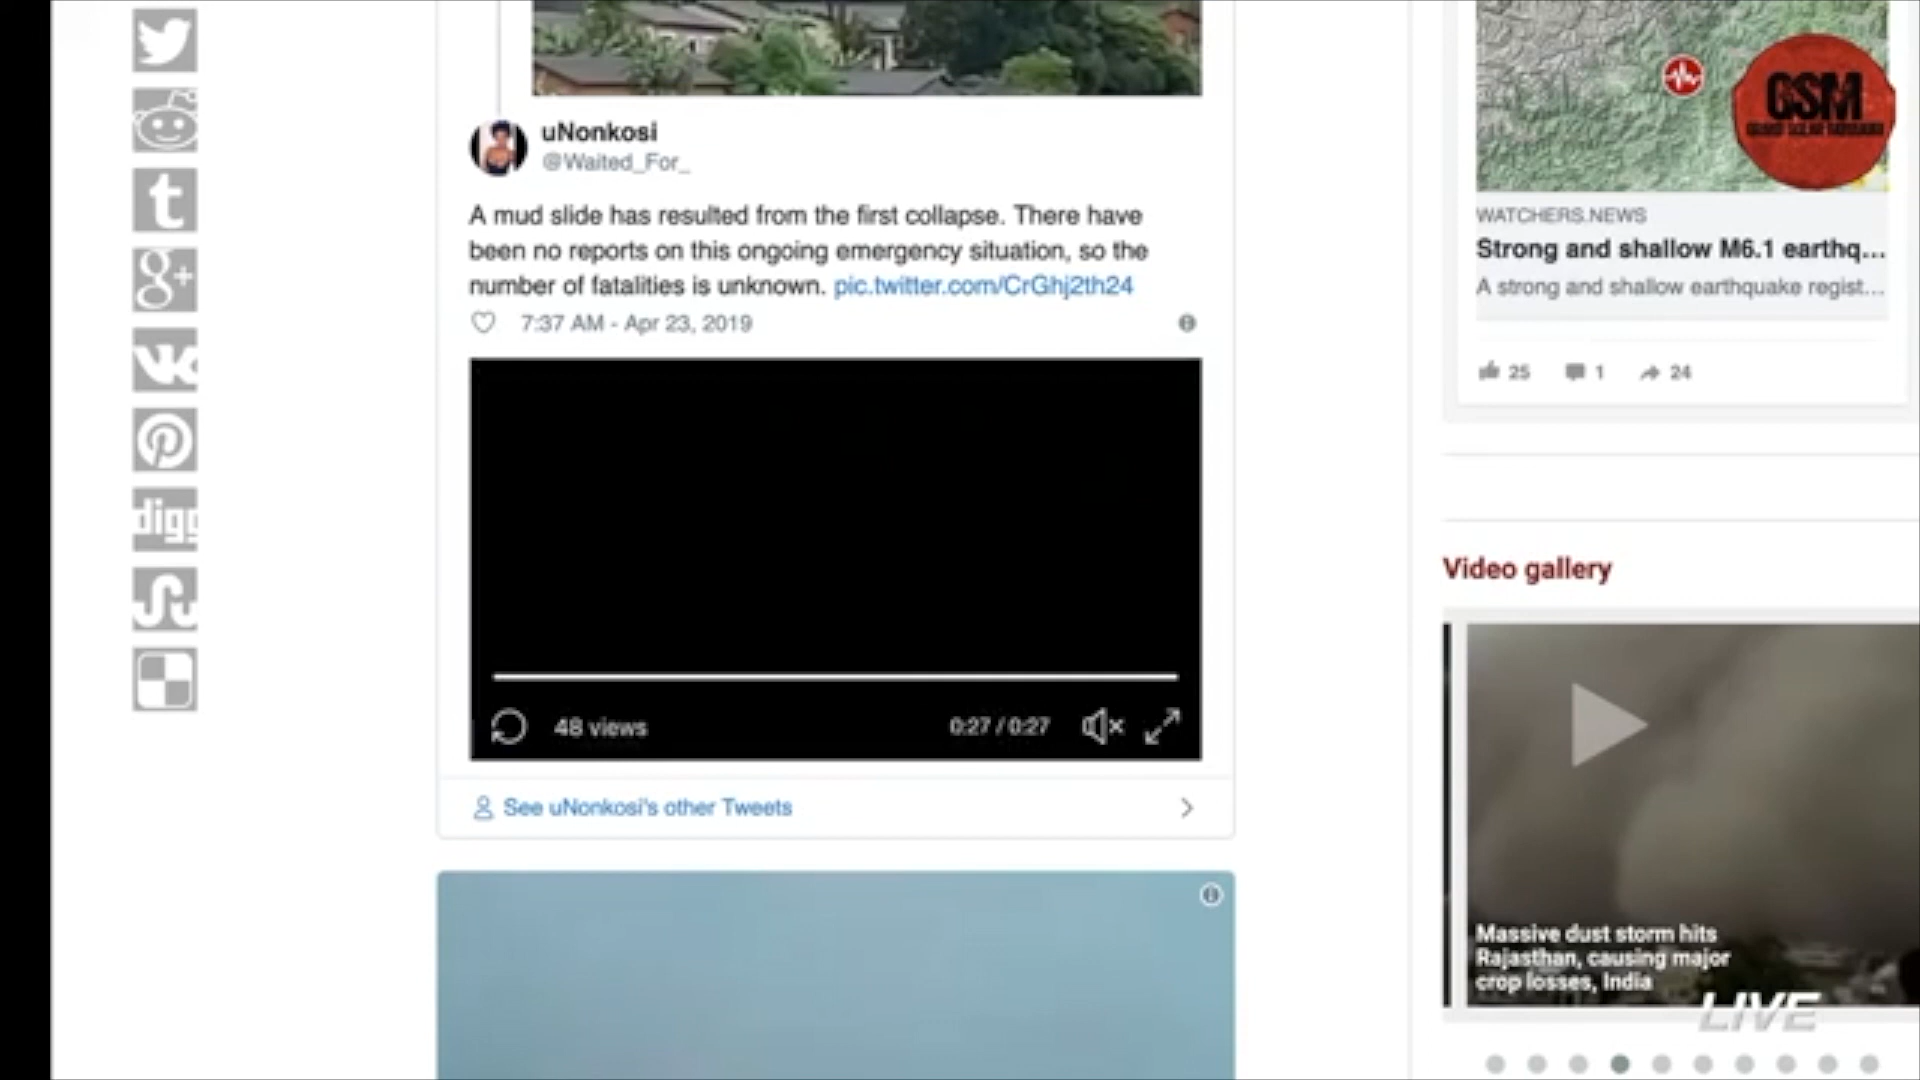 uNonkosi
@Waited_For_
A mud slide has resulted from the first collapse. There have
been no reports on this ongoing emergency situation, so the
number of fatalities is unknown. pic.twitter.com/CrGhj2th24
7:37 AM - Apr 23, 2019
48 views
0:27 / 0:27
See uNonkosi's other Tweets
GSM
WATCHERS.NEWS
Strong and shallow M6.1 earthq...
A strong and shallow earthquake regist...
25
1
24
Video gallery
Massive dust storm hits
Rajasthan, causing major
crop losses, India
LIVE
t
g+
digg